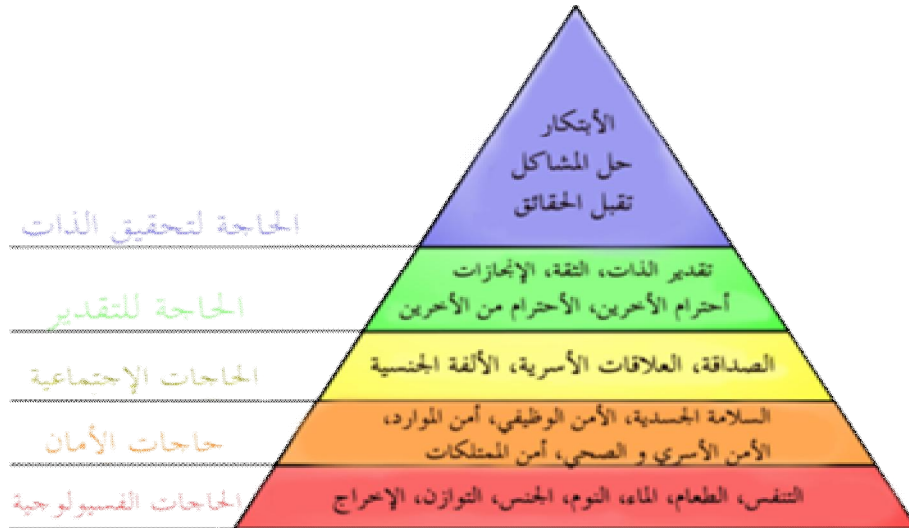 الأبتكار
حل المشاكل
تقبل الحقائق
الحاجة لتحقيق الذات
تقدير الذات، الثقة، الإنجازات
أحترام الأخرين، الأحترام من الأخرين
الحاجة للتقدير
الصداقة، العلاقات الأسرية، الألفة الجنسية
الحاجات الإجتماعية
السلامة الجسدية، الأمن الوظيفي، أمن الموارد،
الأمن الأسري و الصحي، أمن الممتلكات
حاجات الأمان
التنفس، الطعام، الماء، النوم، الجنس، التوازن، الإخراج
الحاجات الفسيولوجية